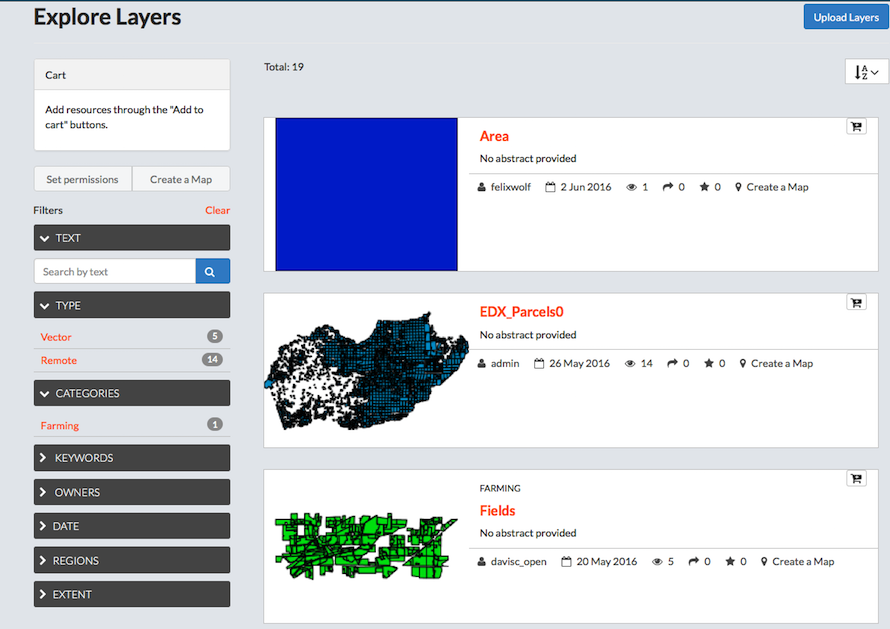 Explore Layers
Upload Layers
Cart
Add resources through the "Add to
cart" buttons.
Set permissions
Create a Map
Filters
Clear
TEXT
Search by text
TYPE
Vector 5
Remote 14
CATEGORIES
Farming 1
KEYWORDS
OWNERS
DATE
REGIONS
EXTENT
Total: 19
A
Z
Area
No abstract provided
felixwolf 2 Jun 2016 1 0 0 Create a Map
EDX_Parcels0
No abstract provided
admin 26 May 2016 14 0 0 Create a Map
FARMING
Fields
No abstract provided
davisc_open 20 May 2016 5 0 0 Create a Map